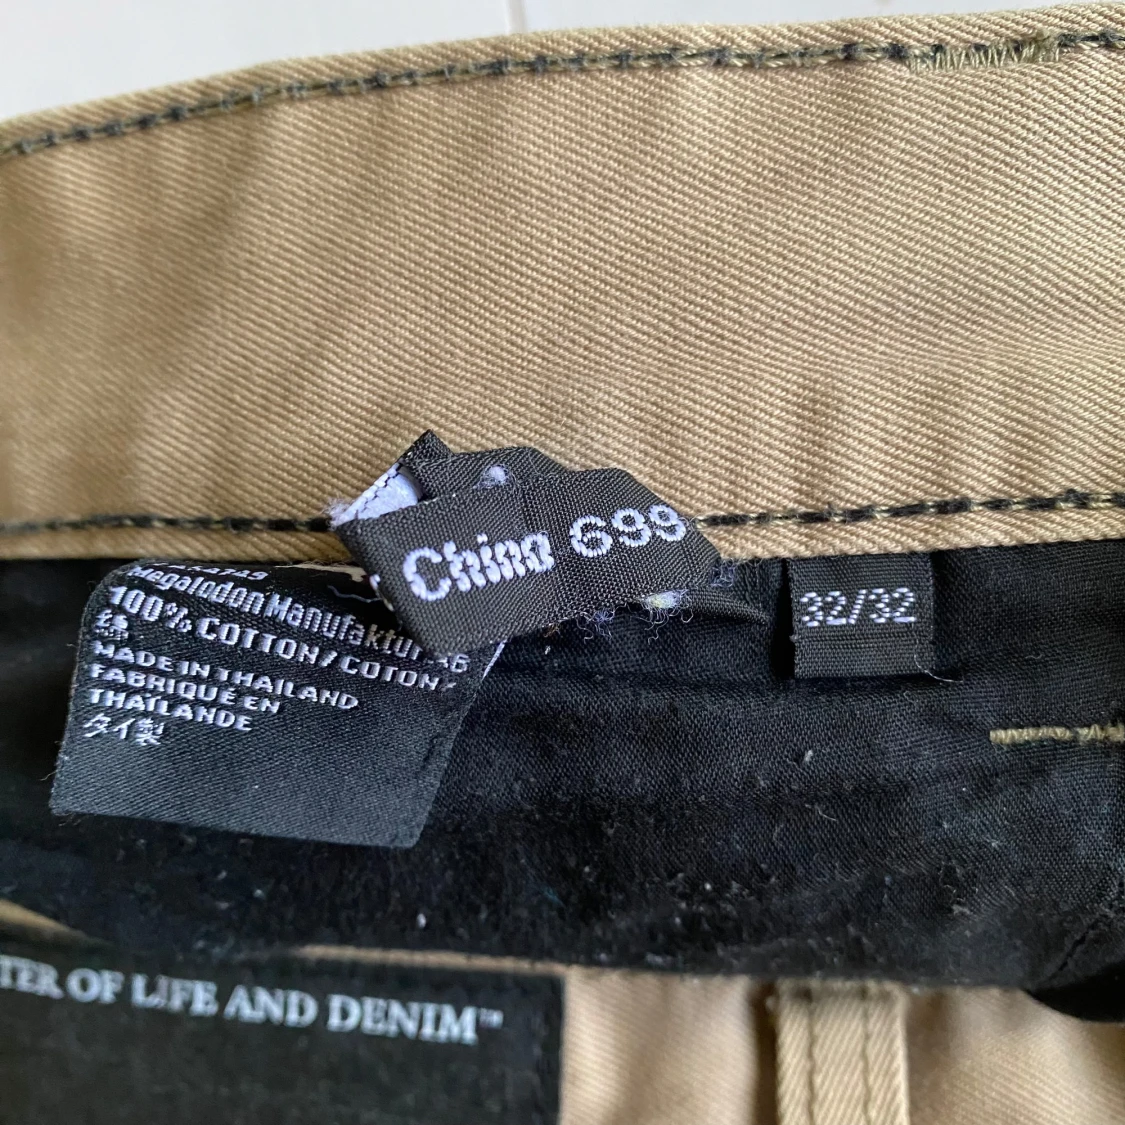 China 699
32/32
Megalodon Manufaktur
100% COTTON / COTON /
綿
MADE IN THAILAND
FABRIQUÉ EN
THAÏLANDE
タイ製
TER OF LIFE AND DENIM™